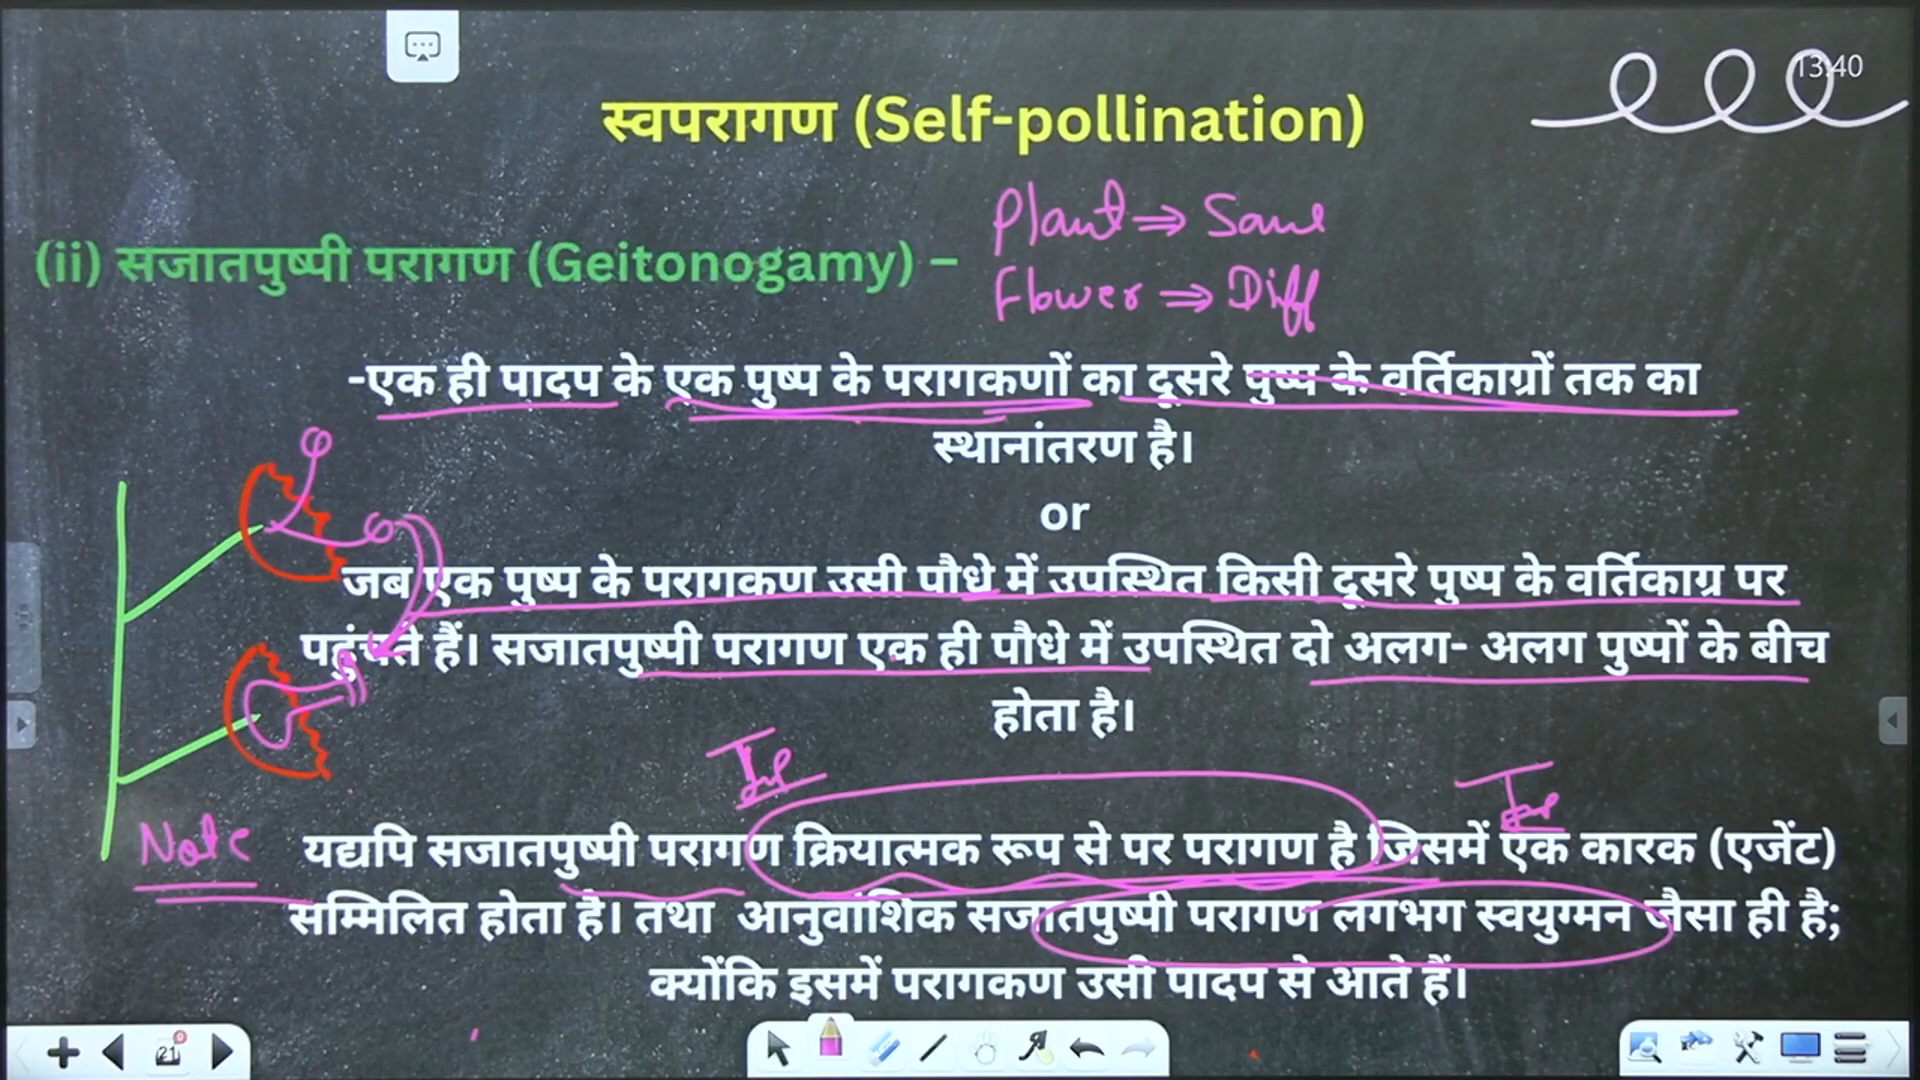 13:40
स्वपरागण (Self-pollination)
Plant ⇒ Same
(ii) सजातपुष्पी परागण (Geitonogamy) –
Flower ⇒ Diff
-एक ही पादप के एक पुष्प के परागकणों का दूसरे पुष्प के वर्तिकाग्रों तक का
स्थानांतरण है।
or
जब एक पुष्प के परागकण उसी पौधे में उपस्थित किसी दूसरे पुष्प के वर्तिकाग्र पर
पहुंचते हैं। सजातपुष्पी परागण एक ही पौधे में उपस्थित दो अलग- अलग पुष्पों के बीच
होता है।
Imp
Imp
Note
यद्यपि सजातपुष्पी परागण क्रियात्मक रूप से पर परागण है जिसमें एक कारक (एजेंट)
सम्मिलित होता है। तथा आनुवांशिक सजातपुष्पी परागण लगभग स्वयुग्मन जैसा ही है;
क्योंकि इसमें परागकण उसी पादप से आते हैं।
21